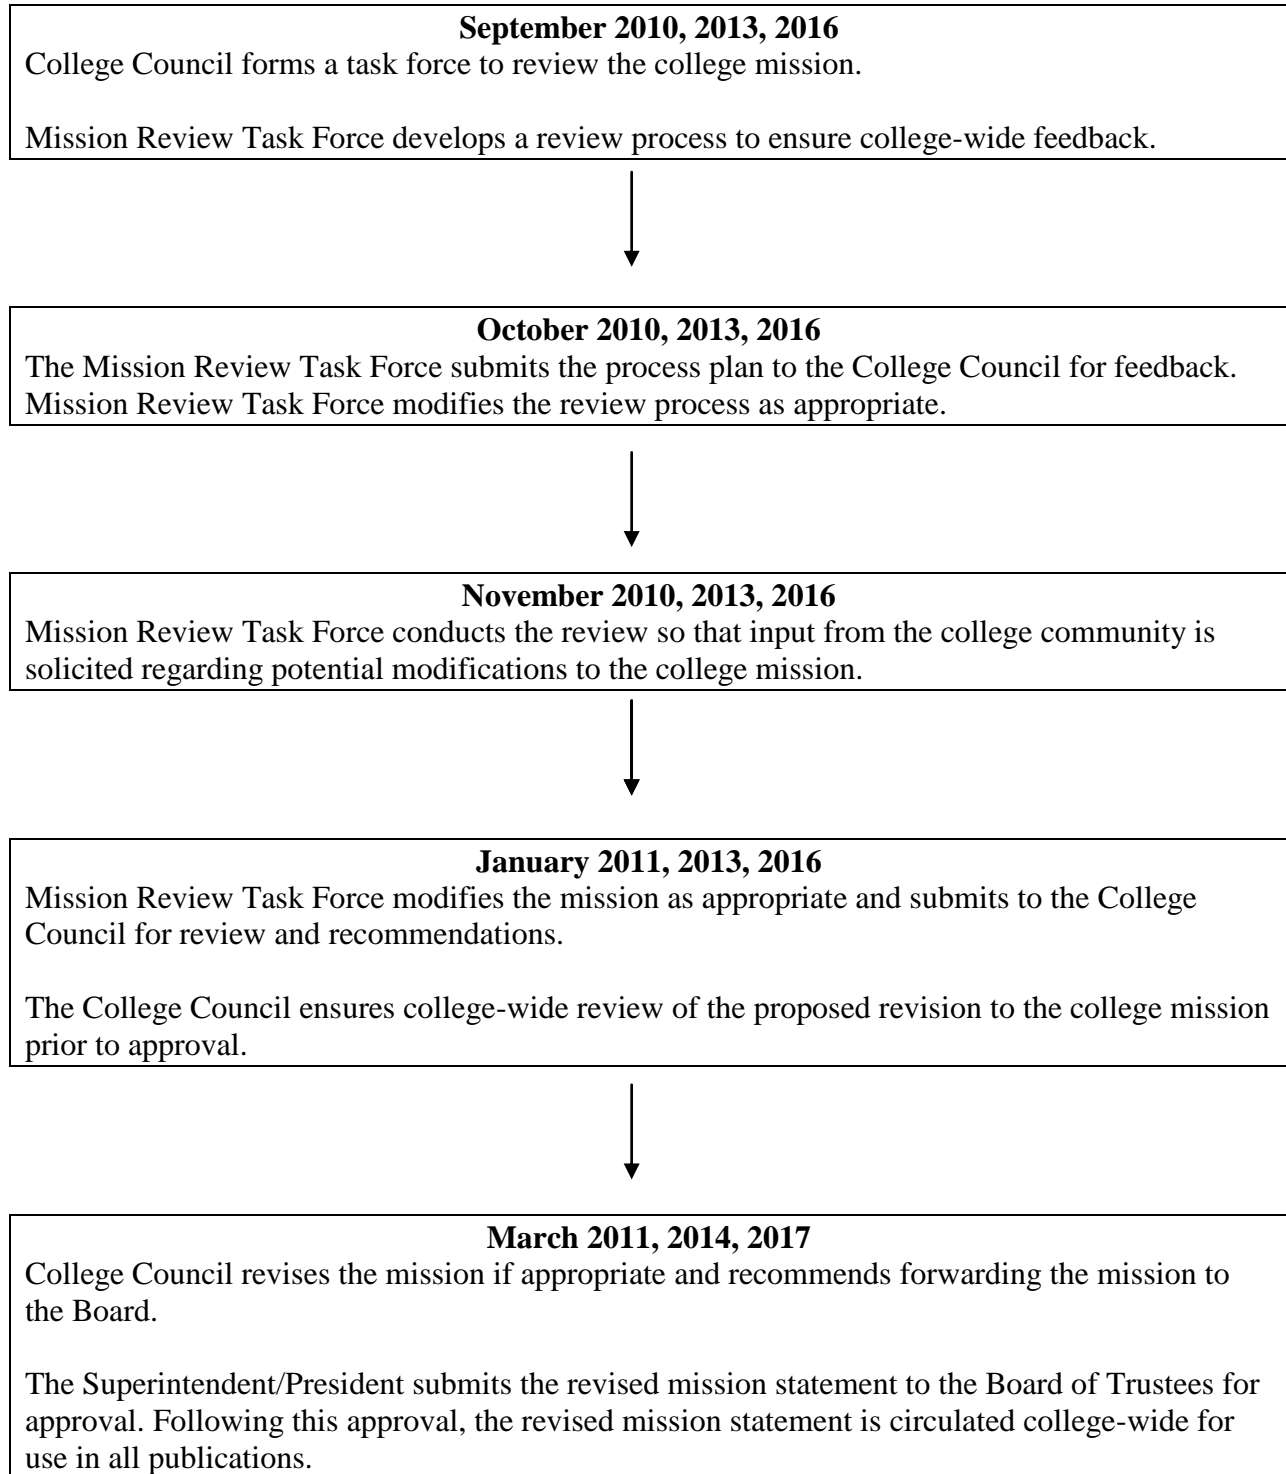 September 2010, 2013, 2016
College Council forms a task force to review the college mission.
Mission Review Task Force develops a review process to ensure college-wide feedback.
October 2010, 2013, 2016
The Mission Review Task Force submits the process plan to the College Council for feedback.
Mission Review Task Force modifies the review process as appropriate.
November 2010, 2013, 2016
Mission Review Task Force conducts the review so that input from the college community is
solicited regarding potential modifications to the college mission.
January 2011, 2013, 2016
Mission Review Task Force modifies the mission as appropriate and submits to the College
Council for review and recommendations.
The College Council ensures college-wide review of the proposed revision to the college mission
prior to approval.
March 2011, 2014, 2017
College Council revises the mission if appropriate and recommends forwarding the mission to
the Board.
The Superintendent/President submits the revised mission statement to the Board of Trustees for
approval. Following this approval, the revised mission statement is circulated college-wide for
use in all publications.